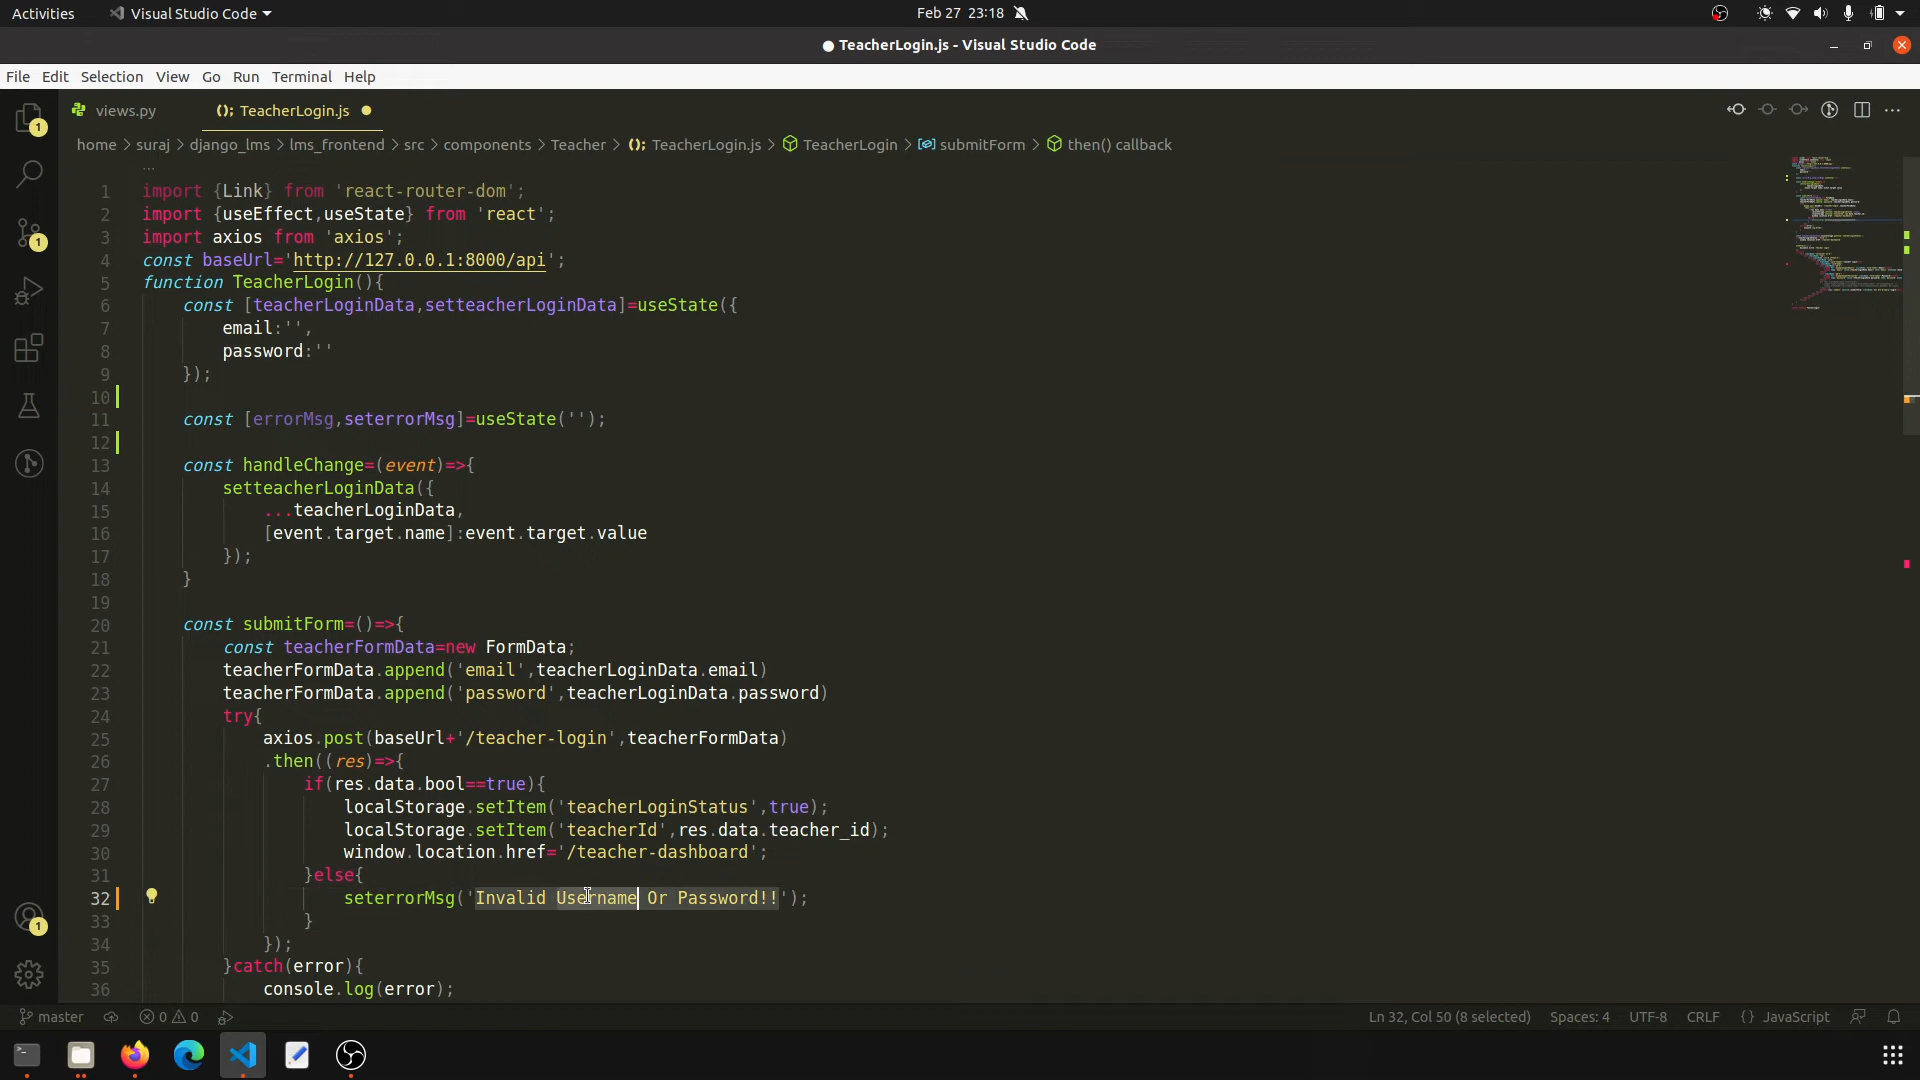 Activities
Visual Studio Code
Feb 27 23:18
● TeacherLogin.js - Visual Studio Code
File Edit Selection View Go Run Terminal Help
views.py
(); TeacherLogin.js ●
home > suraj > django_lms > lms_frontend > src > components > Teacher > (); TeacherLogin.js > TeacherLogin > submitForm > then() callback
1 import {Link} from 'react-router-dom';
2 import {useEffect,useState} from 'react';
3 import axios from 'axios';
4 const baseUrl='http://127.0.0.1:8000/api';
5 function TeacherLogin(){
6 const [teacherLoginData,setteacherLoginData]=useState({
7 email:'',
8 password:''
9 });
10
11 const [errorMsg,seterrorMsg]=useState('');
12
13 const handleChange=(event)=>{
14 setteacherLoginData({
15 ...teacherLoginData,
16 [event.target.name]:event.target.value
17 });
18 }
19
20 const submitForm=()=>{
21 const teacherFormData=new FormData;
22 teacherFormData.append('email',teacherLoginData.email)
23 teacherFormData.append('password',teacherLoginData.password)
24 try{
25 axios.post(baseUrl+'/teacher-login',teacherFormData)
26 .then((res)=>{
27 if(res.data.bool==true){
28 localStorage.setItem('teacherLoginStatus',true);
29 localStorage.setItem('teacherId',res.data.teacher_id);
30 window.location.href='/teacher-dashboard';
31 }else{
32 seterrorMsg('Invalid Username Or Password!!');
33 }
34 });
35 }catch(error){
36 console.log(error);
1
1
1
master
0 0
Ln 32, Col 50 (8 selected)
Spaces: 4
UTF-8
CRLF
{} JavaScript